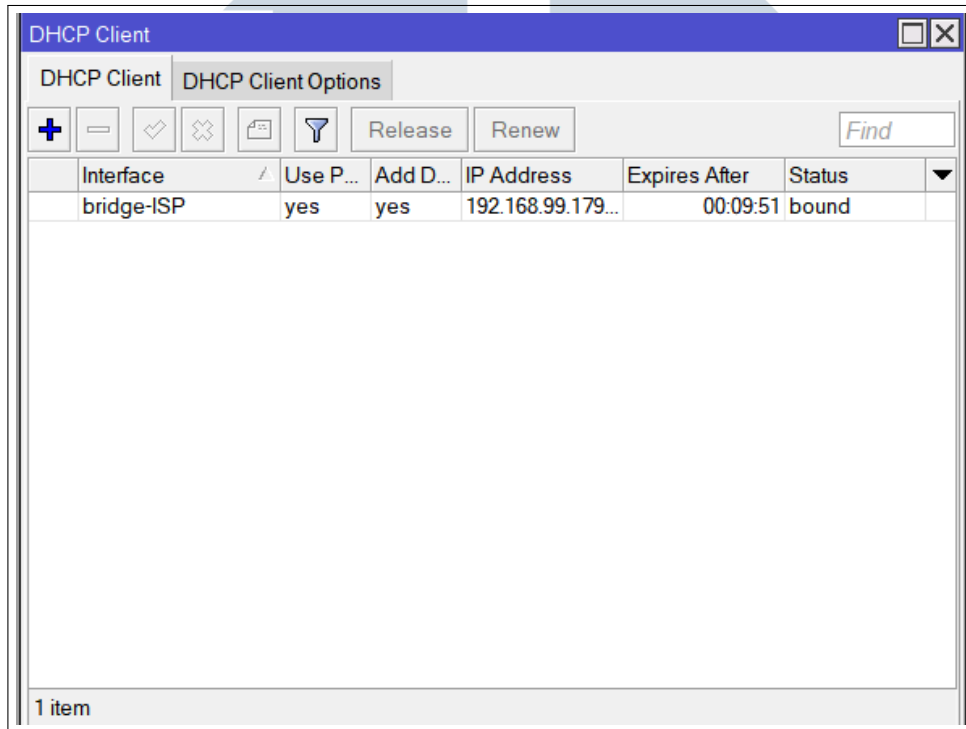 DHCP Client
DHCP Client DHCP Client Options
Release Renew Find
Interface Use P... Add D... IP Address Expires After Status
bridge-ISP yes yes 192.168.99.179... 00:09:51 bound
1 item